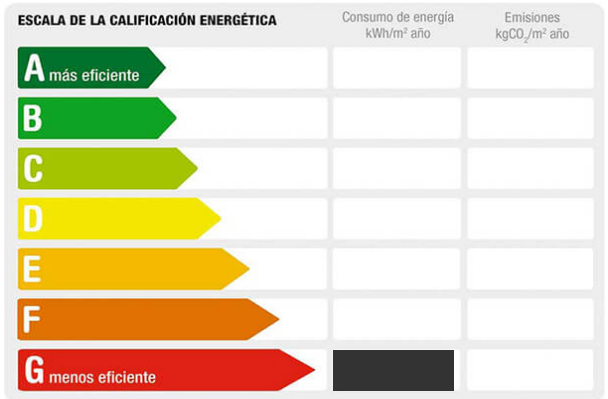 ESCALA DE LA CALIFICACIÓN ENERGÉTICA
Consumo de energía
kWh/m² año
Emisiones
kgCO₂/m² año
A más eficiente
B
C
D
E
F
G menos eficiente